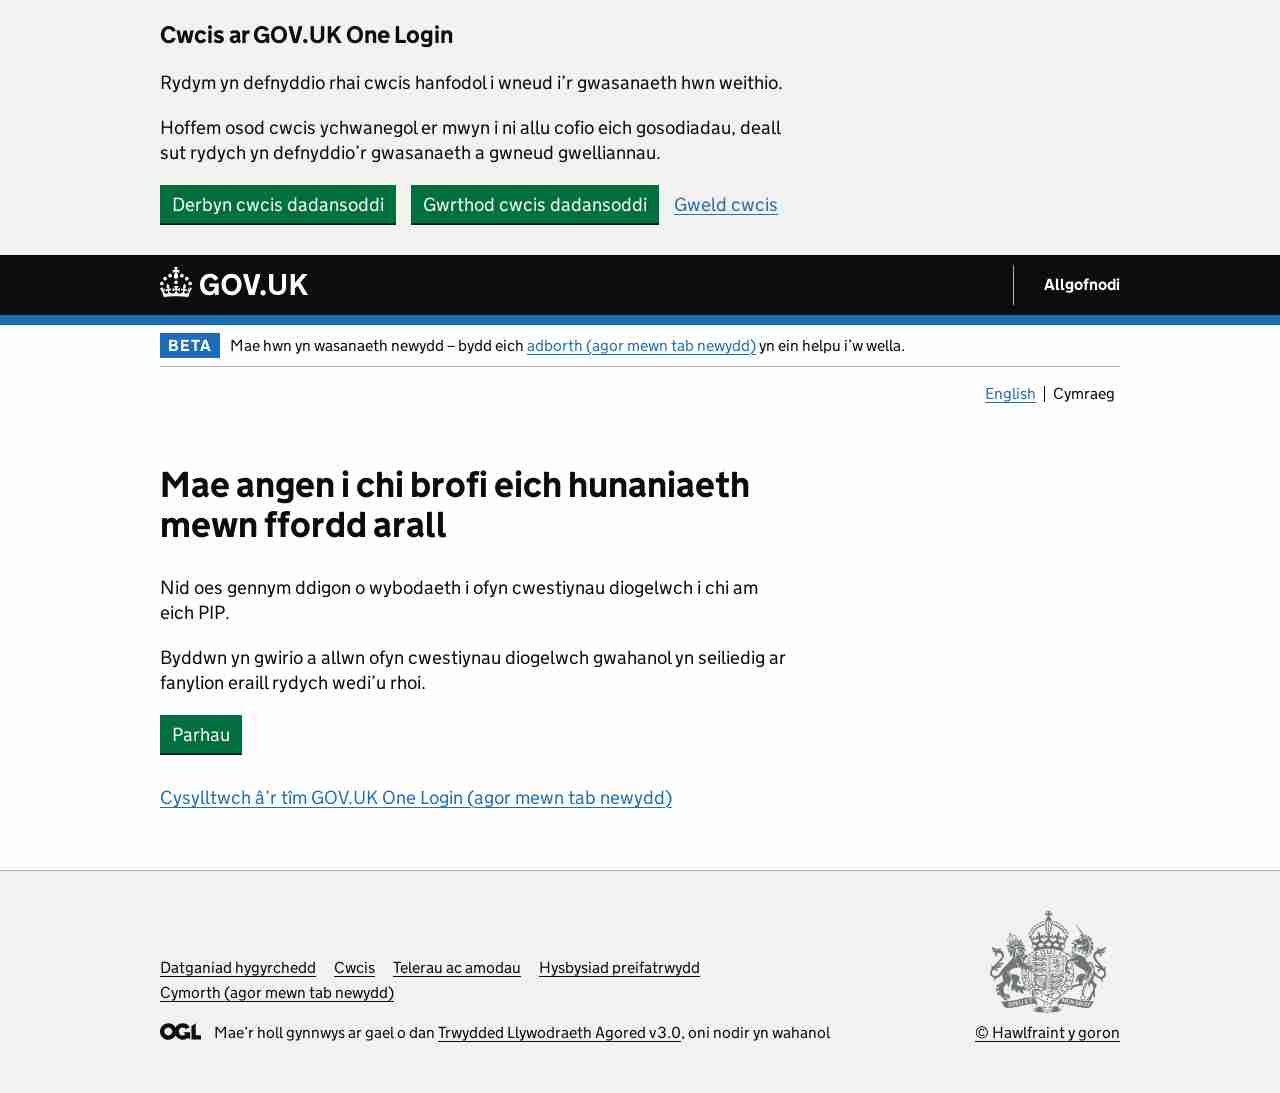 Cwcis ar GOV.UK One Login
Rydym yn defnyddio rhai cwcis hanfodol i wneud i’r gwasanaeth hwn weithio.
Hoffem osod cwcis ychwanegol er mwyn i ni allu cofio eich gosodiadau, deall
sut rydych yn defnyddio’r gwasanaeth a gwneud gwelliannau.
Derbyn cwcis dadansoddi Gwrthod cwcis dadansoddi Gweld cwcis
GOV.UK Allgofnodi
BETA Mae hwn yn wasanaeth newydd – bydd eich adborth (agor mewn tab newydd) yn ein helpu i’w wella.
English Cymraeg
Mae angen i chi brofi eich hunaniaeth
mewn ffordd arall
Nid oes gennym ddigon o wybodaeth i ofyn cwestiynau diogelwch i chi am
eich PIP.
Byddwn yn gwirio a allwn ofyn cwestiynau diogelwch gwahanol yn seiliedig ar
fanylion eraill rydych wedi’u rhoi.
Parhau
Cysylltwch â’r tîm GOV.UK One Login (agor mewn tab newydd)
Datganiad hygyrchedd Cwcis Telerau ac amodau Hysbysiad preifatrwydd
Cymorth (agor mewn tab newydd)
OGL Mae’r holl gynnwys ar gael o dan Trwydded Llywodraeth Agored v3.0, oni nodir yn wahanol
© Hawlfraint y goron